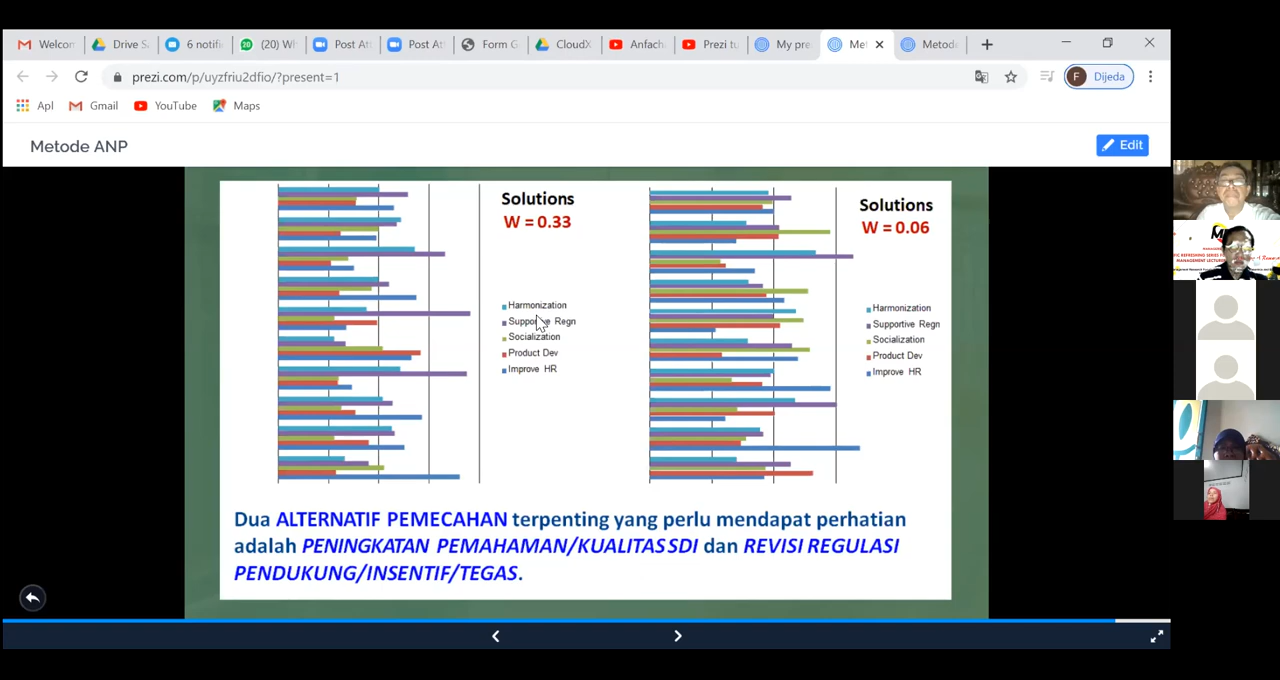 Welcon
Drive S
6 notifi
(20) Wh
Post At
Post At
Form G
CloudX
Anfach
Prezi tu
My pre
Met
Metode
prezi.com/p/uyzfriu2dfio/?present=1
F
Dijeda
Apl
Gmail
YouTube
Maps
Metode ANP
Edit
Solutions
W = 0.33
Harmonization
Supportive Regn
Socialization
Product Dev
Improve HR
Solutions
W = 0.06
Harmonization
Supportive Regn
Socialization
Product Dev
Improve HR
Dua ALTERNATIF PEMECAHAN terpenting yang perlu mendapat perhatian
adalah PENINGKATAN PEMAHAMAN/KUALITAS SDI dan REVISI REGULASI
PENDUKUNG/INSENTIF/TEGAS.